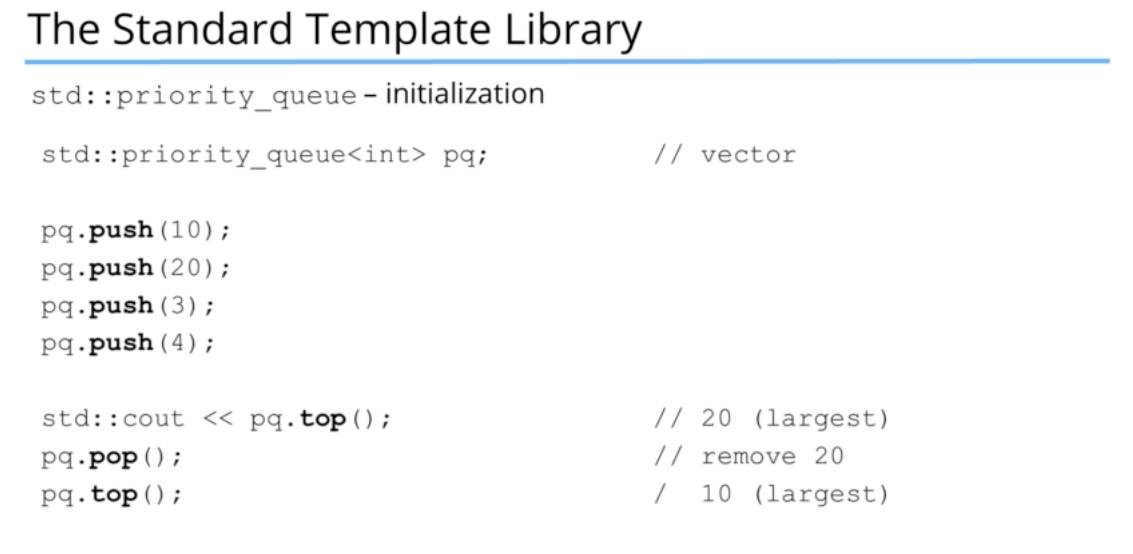 The Standard Template Library
std::priority_queue – initialization
std::priority_queue<int> pq; // vector
pq.push(10);
pq.push(20);
pq.push(3);
pq.push(4);
std::cout << pq.top(); // 20 (largest)
pq.pop(); // remove 20
pq.top(); / 10 (largest)